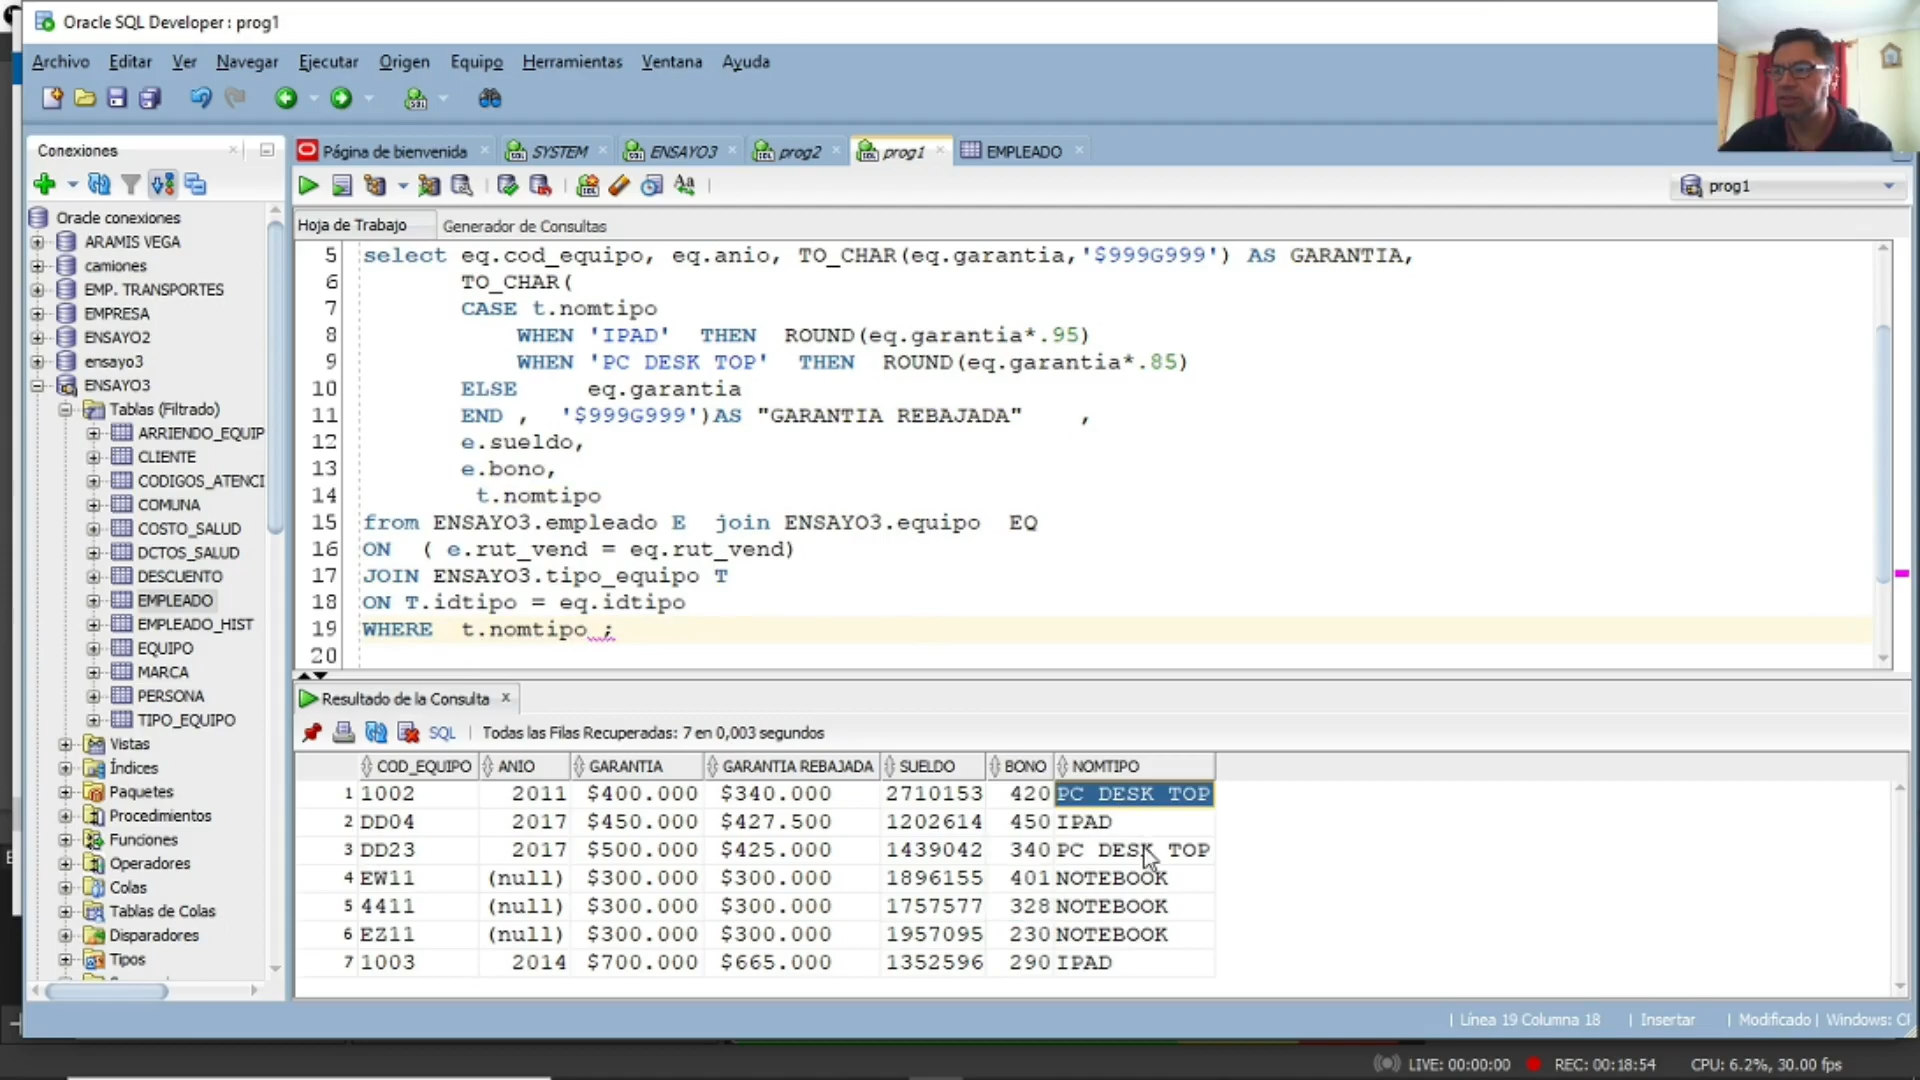 Oracle SQL Developer : prog1
Archivo Editar Ver Navegar Ejecutar Origen Equipo Herramientas Ventana Ayuda
Conexiones
Página de bienvenida SYSTEM ENSAYO3 prog2 prog1 EMPLEADO
prog1
Hoja de Trabajo Generador de Consultas
Oracle conexiones
ARAMIS VEGA
camiones
EMP. TRANSPORTES
EMPRESA
ENSAYO2
ensayo3
ENSAYO3
Tablas (Filtrado)
ARRIENDO_EQUIP
CLIENTE
CODIGOS_ATENCI
COMUNA
COSTO_SALUD
DCTOS_SALUD
DESCUENTO
EMPLEADO
EMPLEADO_HIST
EQUIPO
MARCA
PERSONA
TIPO_EQUIPO
Vistas
Índices
Paquetes
Procedimientos
Funciones
Operadores
Colas
Tablas de Colas
Disparadores
Tipos
5 select eq.cod_equipo, eq.anio, TO_CHAR(eq.garantia,'$999G999') AS GARANTIA,
6 TO_CHAR(
7 CASE t.nomtipo
8 WHEN 'IPAD' THEN ROUND(eq.garantia*.95)
9 WHEN 'PC DESK TOP' THEN ROUND(eq.garantia*.85)
10 ELSE eq.garantia
11 END , '$999G999')AS "GARANTIA REBAJADA" ,
12 e.sueldo,
13 e.bono,
14 t.nomtipo
15 from ENSAYO3.empleado E join ENSAYO3.equipo EQ
16 ON ( e.rut_vend = eq.rut_vend)
17 JOIN ENSAYO3.tipo_equipo T
18 ON T.idtipo = eq.idtipo
19 WHERE t.nomtipo ;
20
Resultado de la Consulta
SQL | Todas las Filas Recuperadas: 7 en 0,003 segundos
COD_EQUIPO ANIO GARANTIA GARANTIA REBAJADA SUELDO BONO NOMTIPO
1 1002 2011 $400.000 $340.000 2710153 420 PC DESK TOP
2 DD04 2017 $450.000 $427.500 1202614 450 IPAD
3 DD23 2017 $500.000 $425.000 1439042 340 PC DESK TOP
4 EW11 (null) $300.000 $300.000 1896155 401 NOTEBOOK
5 4411 (null) $300.000 $300.000 1757577 328 NOTEBOOK
6 EZ11 (null) $300.000 $300.000 1957095 230 NOTEBOOK
7 1003 2014 $700.000 $665.000 1352596 290 IPAD
| Línea 19 Columna 18 | Insertar | Modificado | Windows: C
LIVE: 00:00:00 REC: 00:18:54 CPU: 6.2%, 30.00 fps